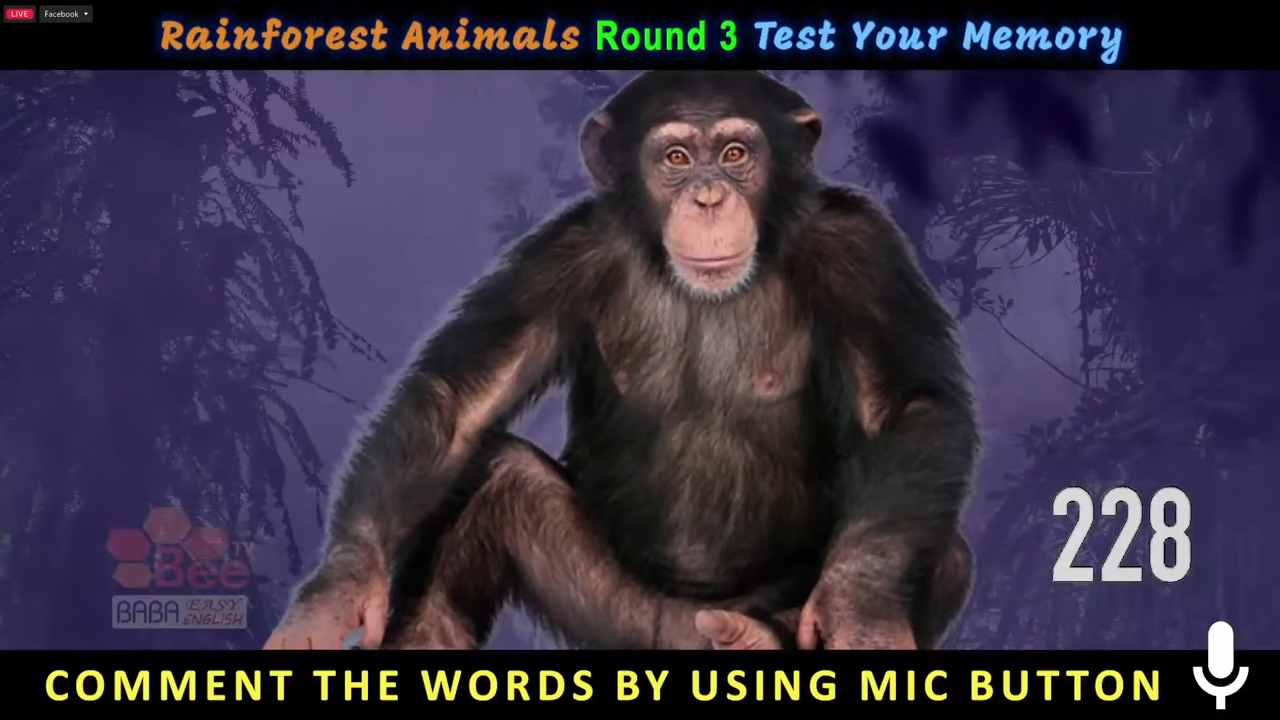 LIVE
Facebook
Rainforest Animals Round 3 Test Your Memory
228
Bee TV
BABA EASY ENGLISH
COMMENT THE WORDS BY USING MIC BUTTON